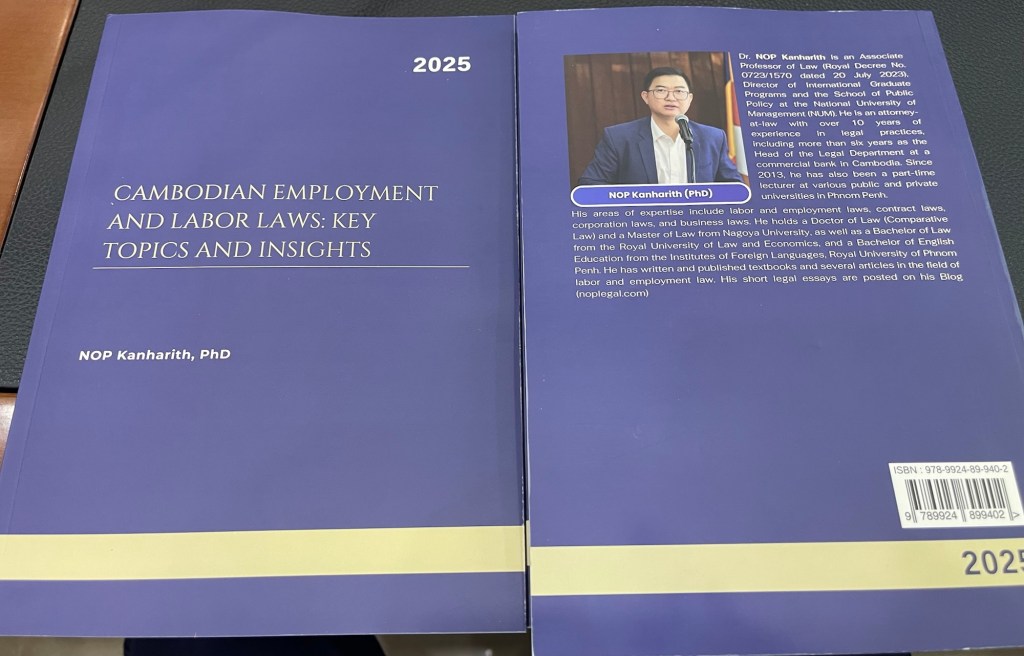 2025
CAMBODIAN EMPLOYMENT
AND LABOR LAWS: KEY
TOPICS AND INSIGHTS
NOP Kanharith, PhD
Dr. NOP Kanharith is an Associate
Professor of Law (Royal Decree No.
0723/1570 dated 20 July 2023),
Director of International Graduate
Programs and the School of Public
Policy at the National University of
Management (NUM). He is an attorney-
at-law with over 10 years of
experience in legal practices,
including more than six years as the
Head of the Legal Department at a
commercial bank in Cambodia. Since
2013, he has also been a part-time
lecturer at various public and private
universities in Phnom Penh.
NOP Kanharith (PhD)
His areas of expertise include labor and employment laws, contract laws,
corporation laws, and business laws. He holds a Doctor of Law (Comparative
Law) and a Master of Law from Nagoya University, as well as a Bachelor of Law
from the Royal University of Law and Economics, and a Bachelor of English
Education from the Institutes of Foreign Languages, Royal University of Phnom
Penh. He has written and published textbooks and several articles in the field of
labor and employment law. His short legal essays are posted on his Blog
(noplegal.com)
ISBN : 978-9924-89-940-2
9 789924 899402 >
2025